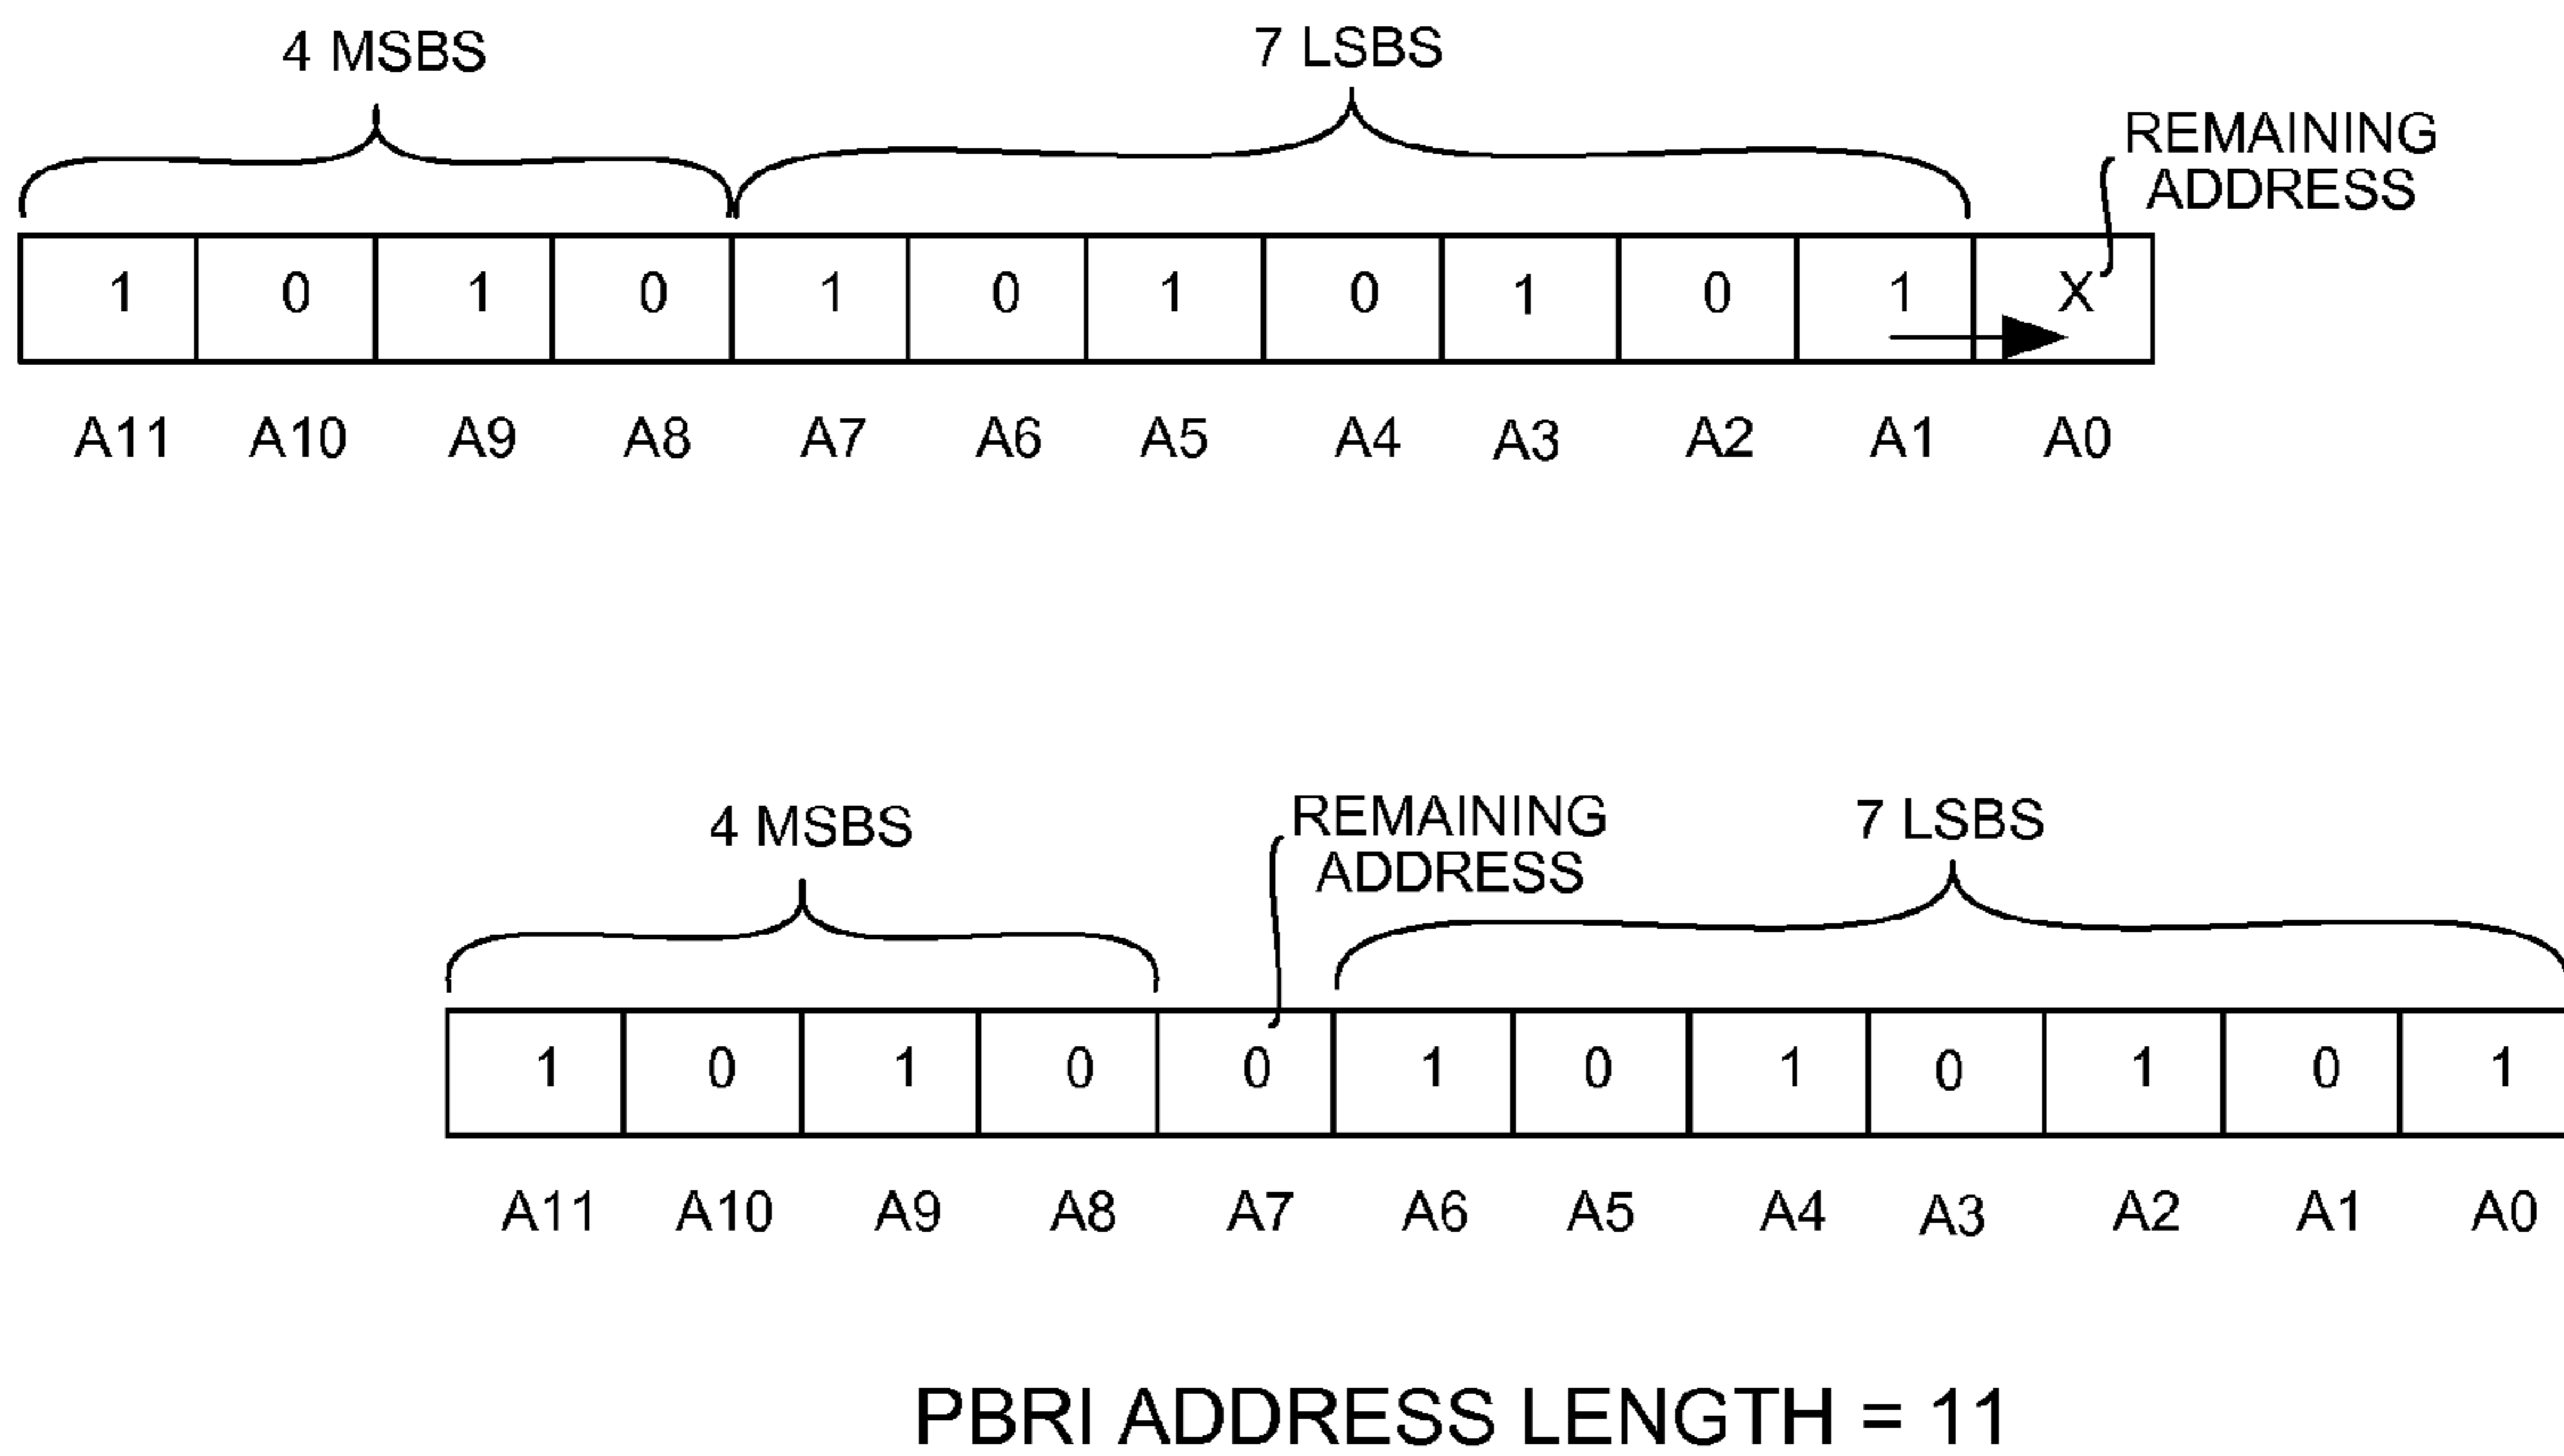 4 MSBS 7 LSBS
REMAINING
ADDRESS
1 0 1 0 1 0 1 0 1 0 1 X
A11 A10 A9 A8 A7 A6 A5 A4 A3 A2 A1 A0
4 MSBS REMAINING 7 LSBS
ADDRESS
1 0 1 0 0 1 0 1 0 1 0 1
A11 A10 A9 A8 A7 A6 A5 A4 A3 A2 A1 A0
PBRI ADDRESS LENGTH = 11